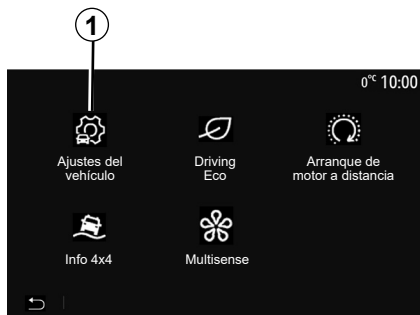 1
0°C 10:00
Ajustes del
vehículo
Driving
Eco
Arranque de
motor a distancia
Info 4x4
Multisense